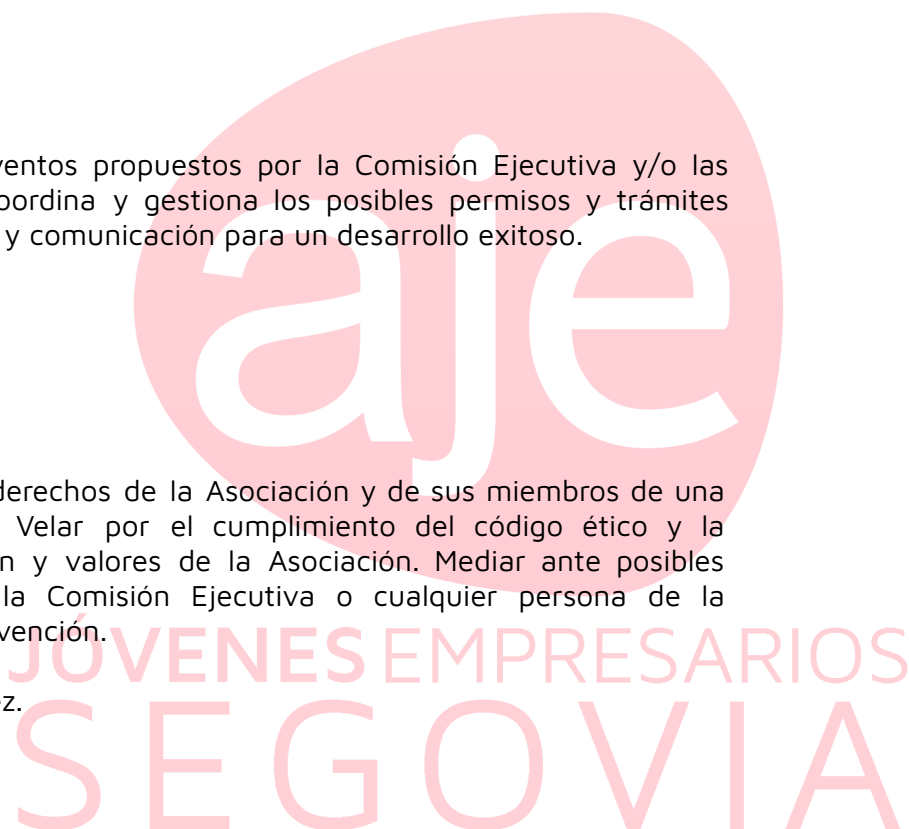 ventos propuestos por la Comisión Ejecutiva y/o las
oordina y gestiona los posibles permisos y trámites
y comunicación para un desarrollo exitoso.
aje
derechos de la Asociación y de sus miembros de una
Velar por el cumplimiento del código ético y la
n y valores de la Asociación. Mediar ante posibles
la Comisión Ejecutiva o cualquier persona de la
vención.
JÓVENES EMPRESARIOS
ez.
SEGOVIA